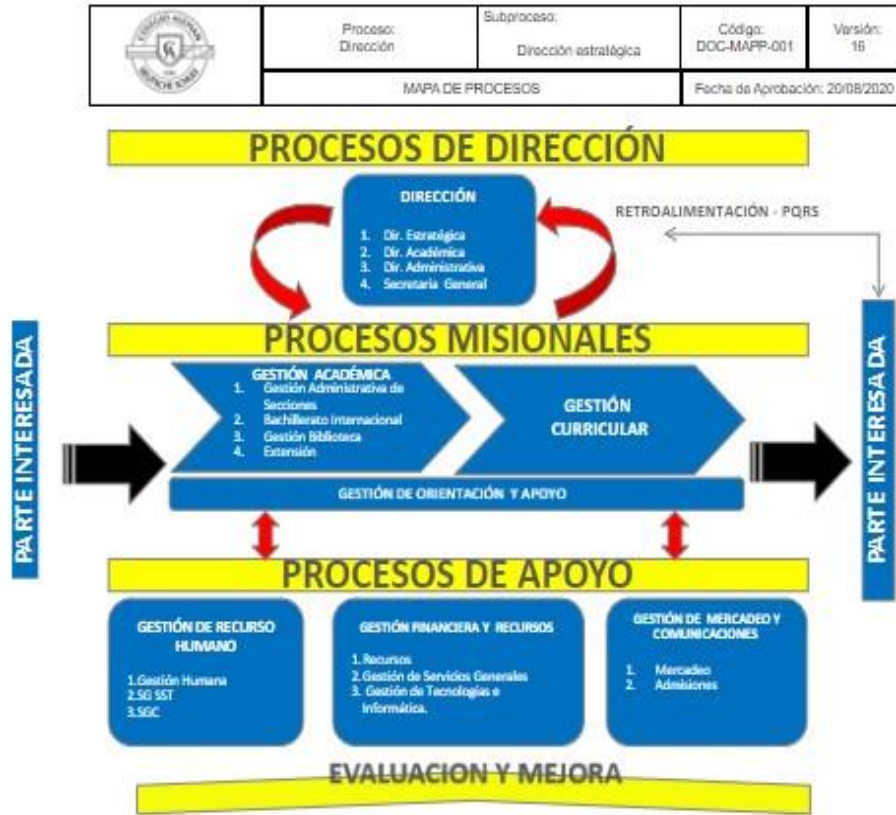 COLEGIO ALEMÁN
DEUTSCHE SCHULE
Proceso:
Dirección
Subproceso:
Dirección estratégica
Código:
DOC-MAPP-001
Versión:
16
MAPA DE PROCESOS
Fecha de Aprobación: 20/08/2020
PROCESOS DE DIRECCIÓN
DIRECCIÓN
1. Dir. Estratégica
2. Dir. Académica
3. Dir. Administrativa
4. Secretaria General
RETROALIMENTACIÓN - PQRS
PARTE INTERESADA
PROCESOS MISIONALES
GESTIÓN ACADÉMICA
1. Gestión Administrativa de
Secciones
2. Bachillerato Internacional
3. Gestión Biblioteca
4. Extensión
GESTIÓN
CURRICULAR
GESTIÓN DE ORIENTACIÓN Y APOYO
PARTE INTERESADA
PROCESOS DE APOYO
GESTIÓN DE RECURSO
HUMANO
1.Gestión Humana
2.SG SST
3.SGC
GESTIÓN FINANCIERA Y RECURSOS
1.Recursos
2.Gestión de Servicios Generales
3. Gestión de Tecnologías e
Informática.
GESTIÓN DE MERCADEO Y
COMUNICACIONES
1. Mercadeo
2. Admisiones
EVALUACION Y MEJORA